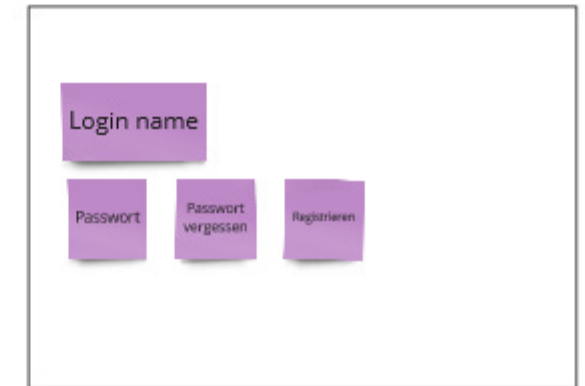 Login name
Passwort
Passwort
vergessen
Registrieren